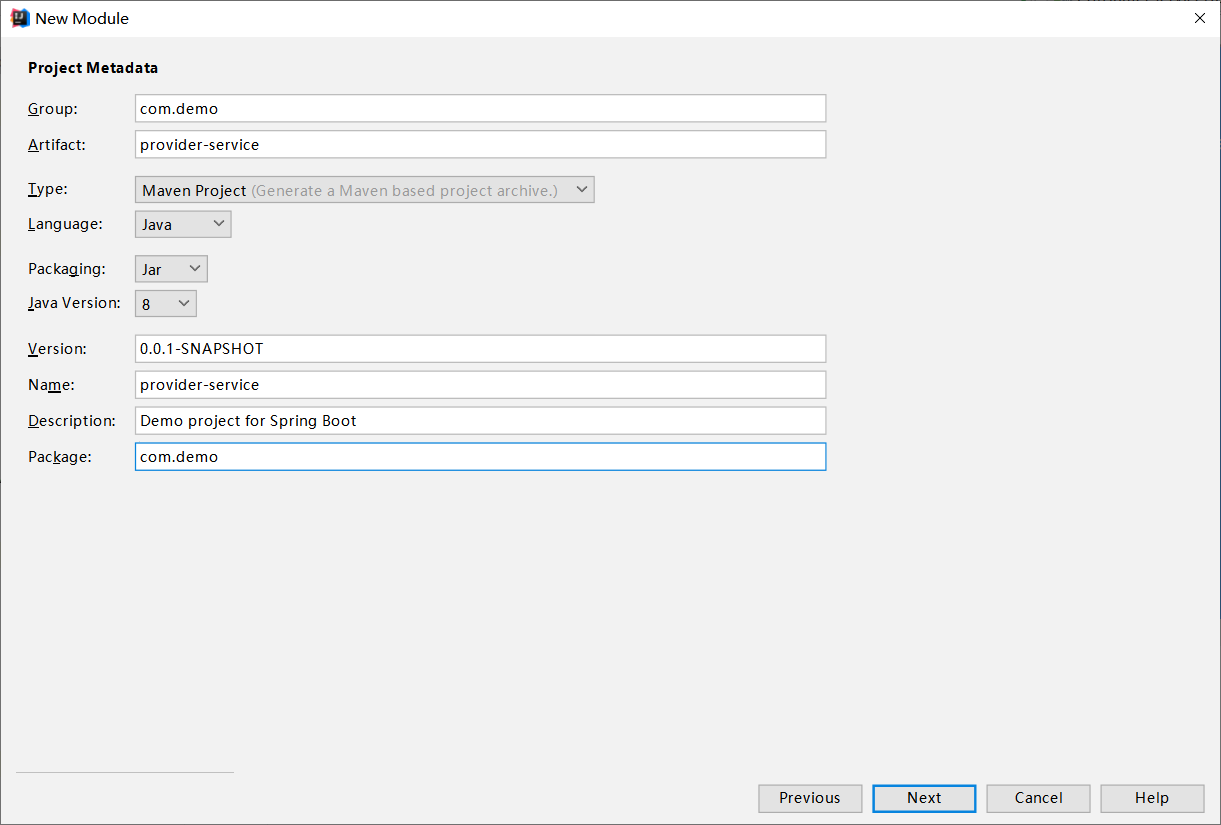 New Module
Project Metadata
Group: com.demo
Artifact: provider-service
Type: Maven Project (Generate a Maven based project archive.)
Language: Java
Packaging: Jar
Java Version: 8
Version: 0.0.1-SNAPSHOT
Name: provider-service
Description: Demo project for Spring Boot
Package: com.demo
Previous Next Cancel Help